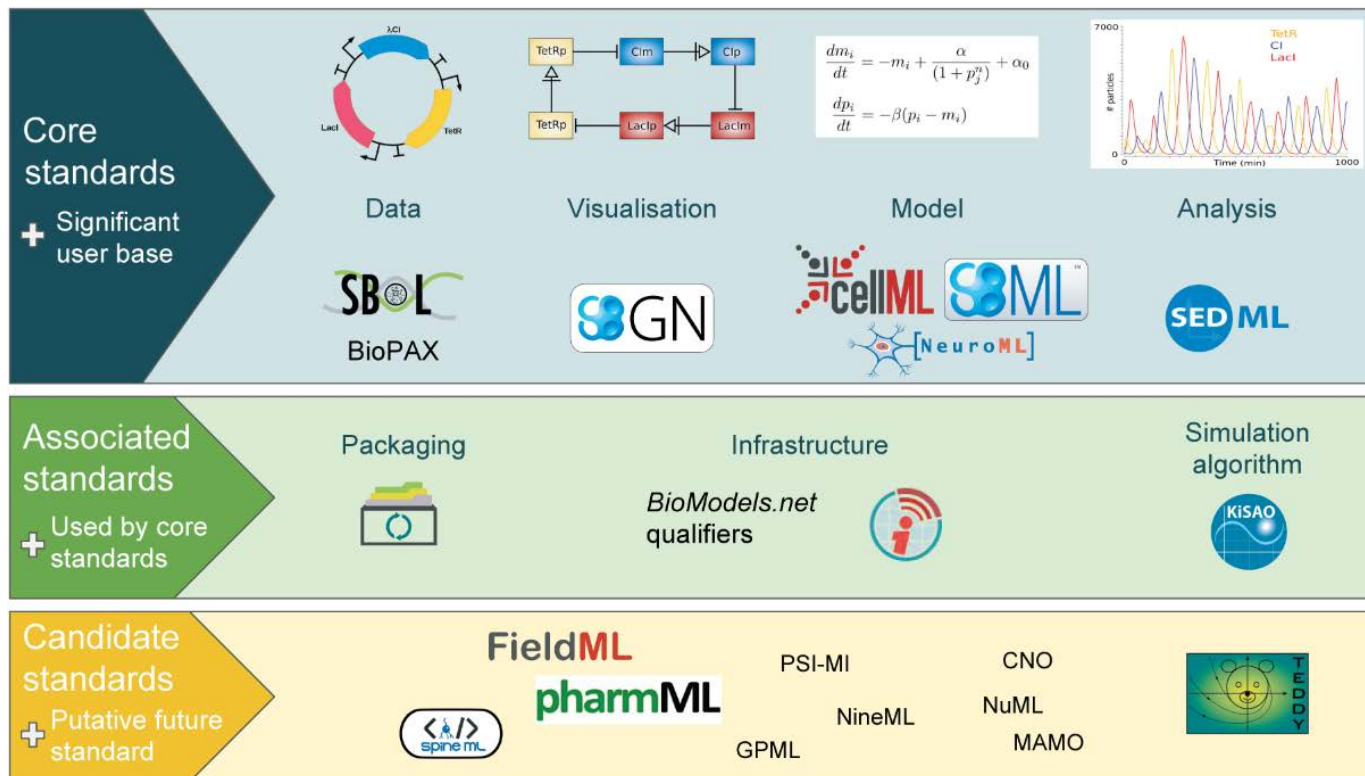 Core
standards
+ Significant
user base
λCI
LacI
TetR
TetRp
CIm
CIp
TetRp
LacIp
LacIm
dm_i/dt = -m_i + α/(1 + p_j^n) + α_0
dp_i/dt = -β(p_i - m_i)
7000
# particles
0
0
Time (min)
1000
TetR
CI
LacI
Data
Visualisation
Model
Analysis
SBOL
BioPAX
SBGN
cellML
SBML
TM
[NeuroML]
SED ML
Associated
standards
+ Used by core
standards
Packaging
Infrastructure
Simulation
algorithm
BioModels.net
qualifiers
i
KiSAO
Candidate
standards
+ Putative future
standard
FieldML
pharmML
</>
spine ml
PSI-MI
CNO
NineML
NuML
GPML
MAMO
TEDDY